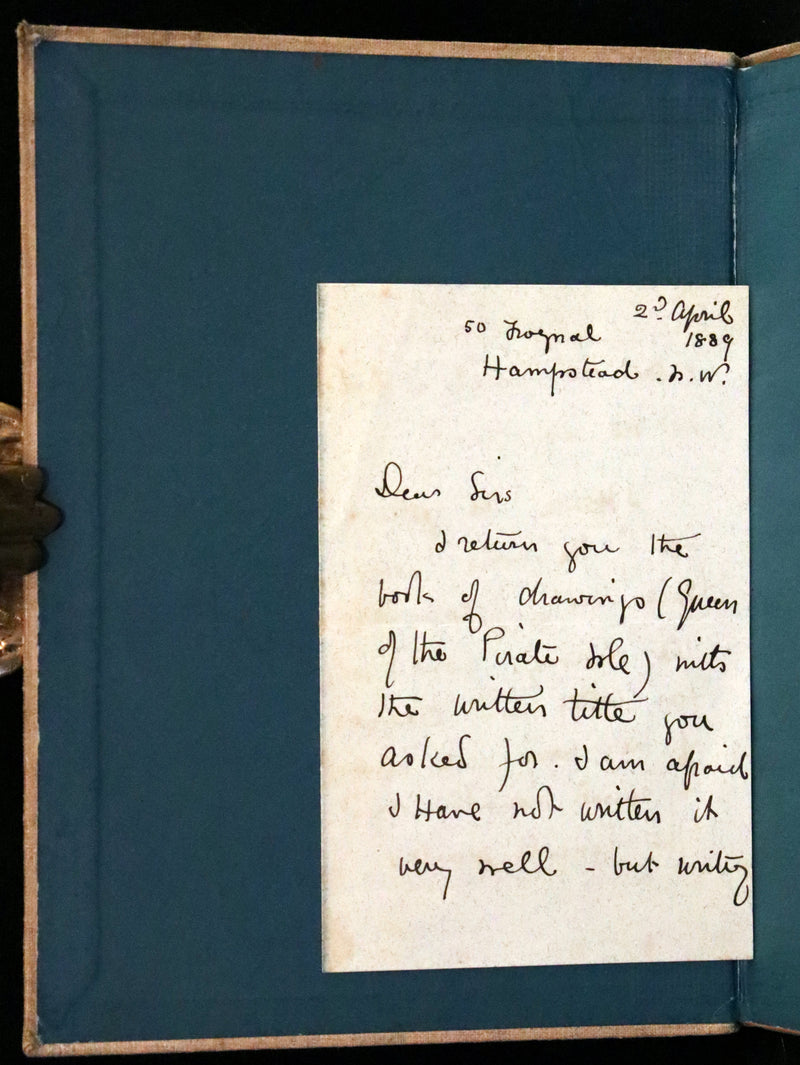 2d. April
50 Frognal 1889
Hampstead . N.W.
Dear Sirs
I return you the
book of drawings (Queen
of the Pirate Isle) with
the written title you
asked for. I am afraid
I Have not written it
very well - but writing